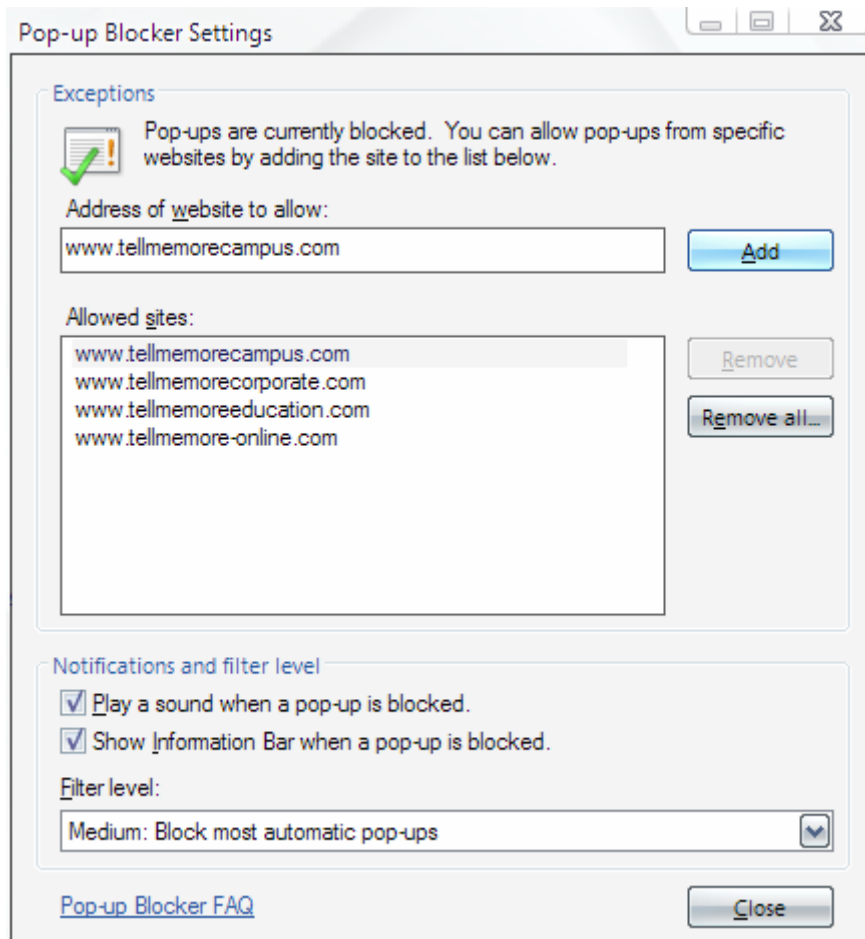 Pop-up Blocker Settings
Exceptions
Pop-ups are currently blocked. You can allow pop-ups from specific
websites by adding the site to the list below.
Address of website to allow:
www.tellmemorecampus.com
Add
Allowed sites:
www.tellmemorecampus.com
www.tellmemorecorporate.com
www.tellmemoreeducation.com
www.tellmemore-online.com
Remove
Remove all...
Notifications and filter level
Play a sound when a pop-up is blocked.
Show Information Bar when a pop-up is blocked.
Filter level:
Medium: Block most automatic pop-ups
Pop-up Blocker FAQ
Close